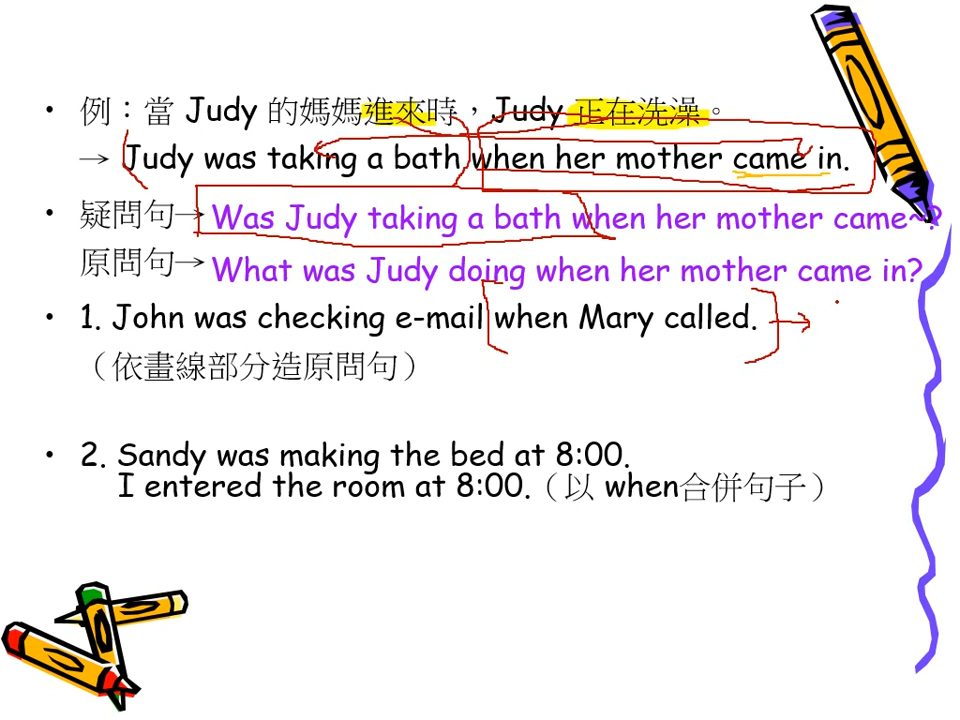 • 例：當 Judy 的媽媽進來時，Judy 正在洗澡。
→ Judy was taking a bath when her mother came in.
• 疑問句→Was Judy taking a bath when her mother came~?
原問句→What was Judy doing when her mother came in?
• 1. John was checking e-mail when Mary called.
（依畫線部分造原問句）
• 2. Sandy was making the bed at 8:00.
I entered the room at 8:00.（以 when合併句子）